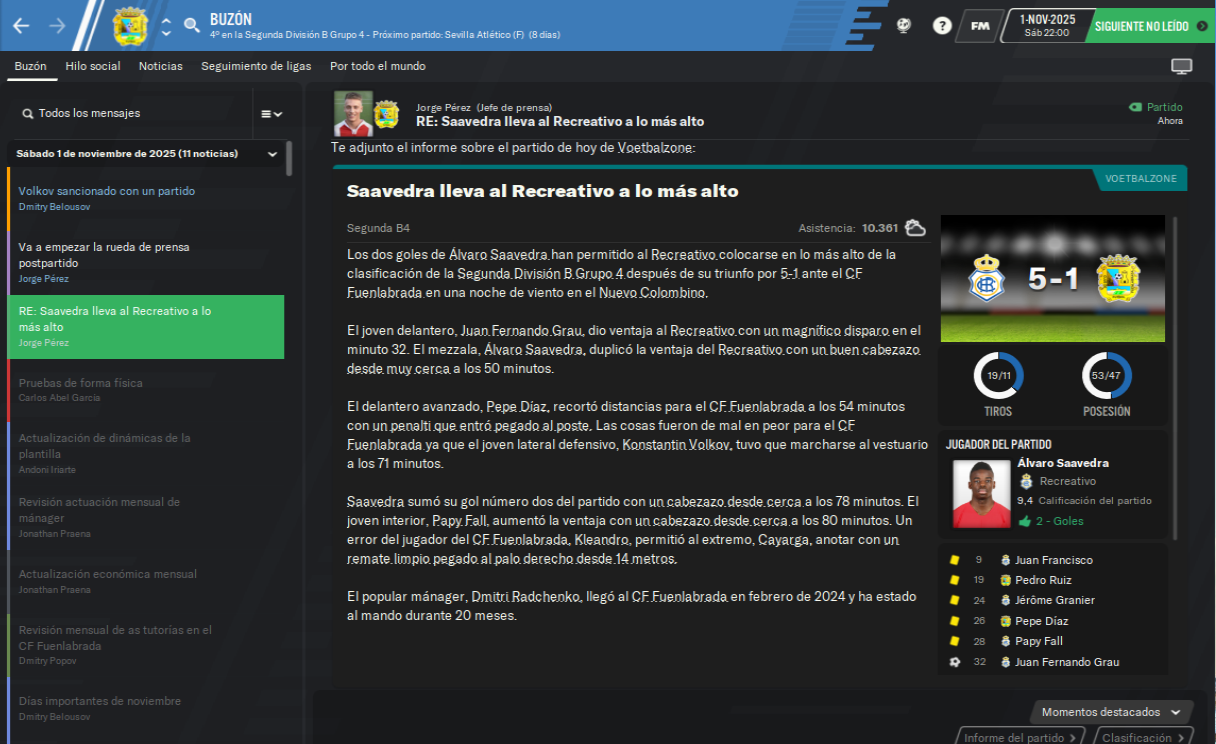 BUZÓN
4º en la Segunda División B Grupo 4 - Próximo partido: Sevilla Atlético (F) (8 días)
?
FM
1-NOV-2025
Sáb 22:00
SIGUIENTE NO LEÍDO
Buzón
Hilo social
Noticias
Seguimiento de ligas
Por todo el mundo
Todos los mensajes
Sábado 1 de noviembre de 2025 (11 noticias)
Volkov sancionado con un partido
Dmitry Belousov
Va a empezar la rueda de prensa
postpartido
Jorge Pérez
RE: Saavedra lleva al Recreativo a lo
más alto
Jorge Pérez
Pruebas de forma física
Carlos Abel García
Actualización de dinámicas de la
plantilla
Andoni Iriarte
Revisión actuación mensual de
mánager
Jonathan Praena
Actualización económica mensual
Jonathan Praena
Revisión mensual de as tutorías en el
CF Fuenlabrada
Dmitry Popov
Días importantes de noviembre
Dmitry Belousov
Jorge Pérez (Jefe de prensa)
RE: Saavedra lleva al Recreativo a lo más alto
Partido
Ahora
Te adjunto el informe sobre el partido de hoy de Voetbalzone:
VOETBALZONE
Saavedra lleva al Recreativo a lo más alto
Segunda B4
Asistencia: 10.361
Los dos goles de Álvaro Saavedra han permitido al Recreativo colocarse en lo más alto de la
clasificación de la Segunda División B Grupo 4 después de su triunfo por 5-1 ante el CF
Fuenlabrada en una noche de viento en el Nuevo Colombino.
El joven delantero, Juan Fernando Grau, dio ventaja al Recreativo con un magnífico disparo en el
minuto 32. El mezzala, Álvaro Saavedra, duplicó la ventaja del Recreativo con un buen cabezazo
desde muy cerca a los 50 minutos.
El delantero avanzado, Pepe Díaz, recortó distancias para el CF Fuenlabrada a los 54 minutos
con un penalti que entró pegado al poste. Las cosas fueron de mal en peor para el CF
Fuenlabrada ya que el joven lateral defensivo, Konstantin Volkov, tuvo que marcharse al vestuario
a los 71 minutos.
Saavedra sumó su gol número dos del partido con un cabezazo desde cerca a los 78 minutos. El
joven interior, Papy Fall, aumentó la ventaja con un cabezazo desde cerca a los 80 minutos. Un
error del jugador del CF Fuenlabrada, Kleandro, permitió al extremo, Cayarga, anotar con un
remate limpio pegado al palo derecho desde 14 metros.
El popular mánager, Dmitri Radchenko, llegó al CF Fuenlabrada en febrero de 2024 y ha estado
al mando durante 20 meses.
5-1
19/11
TIROS
53/47
POSESIÓN
JUGADOR DEL PARTIDO
Álvaro Saavedra
Recreativo
9,4 Calificación del partido
2 - Goles
9 Juan Francisco
19 Pedro Ruiz
24 Jérôme Granier
26 Pepe Díaz
28 Papy Fall
32 Juan Fernando Grau
Momentos destacados
Informe del partido
Clasificación